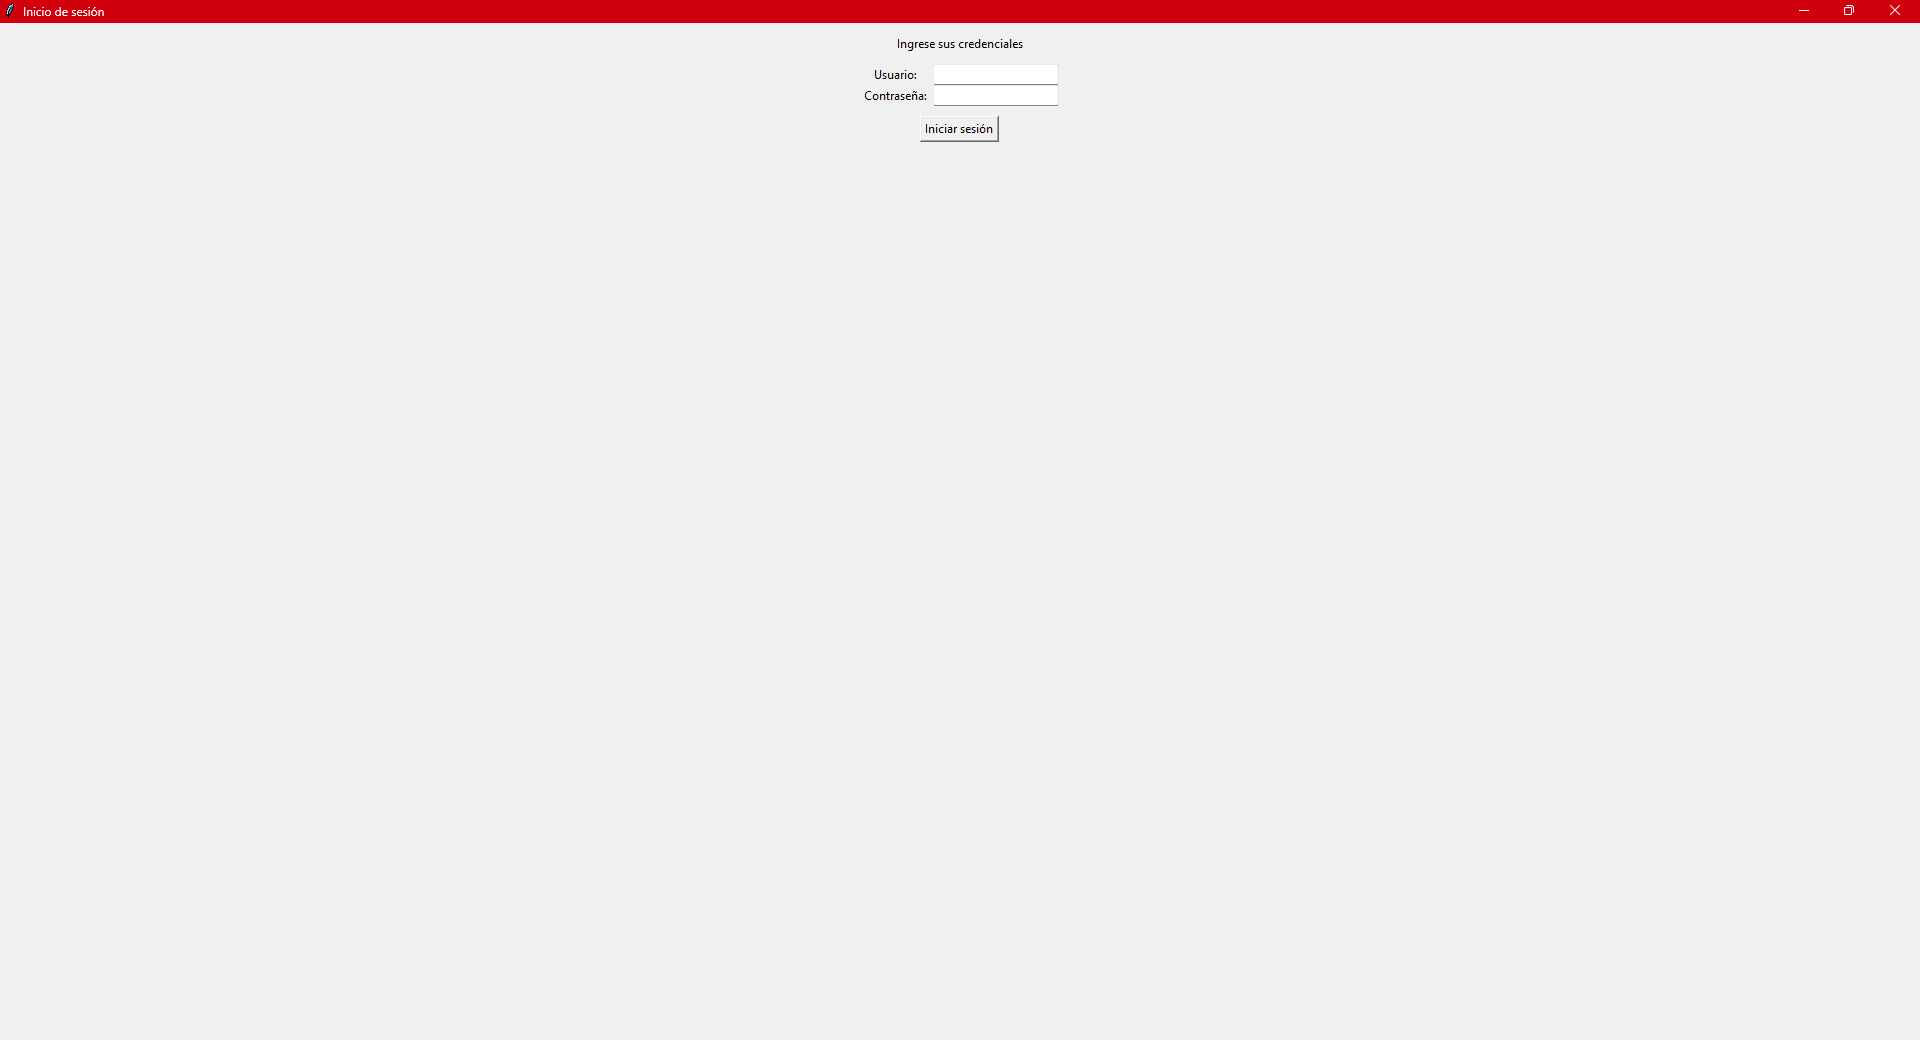 Inicio de sesión
Ingrese sus credenciales
Usuario:
Contraseña:
Iniciar sesión